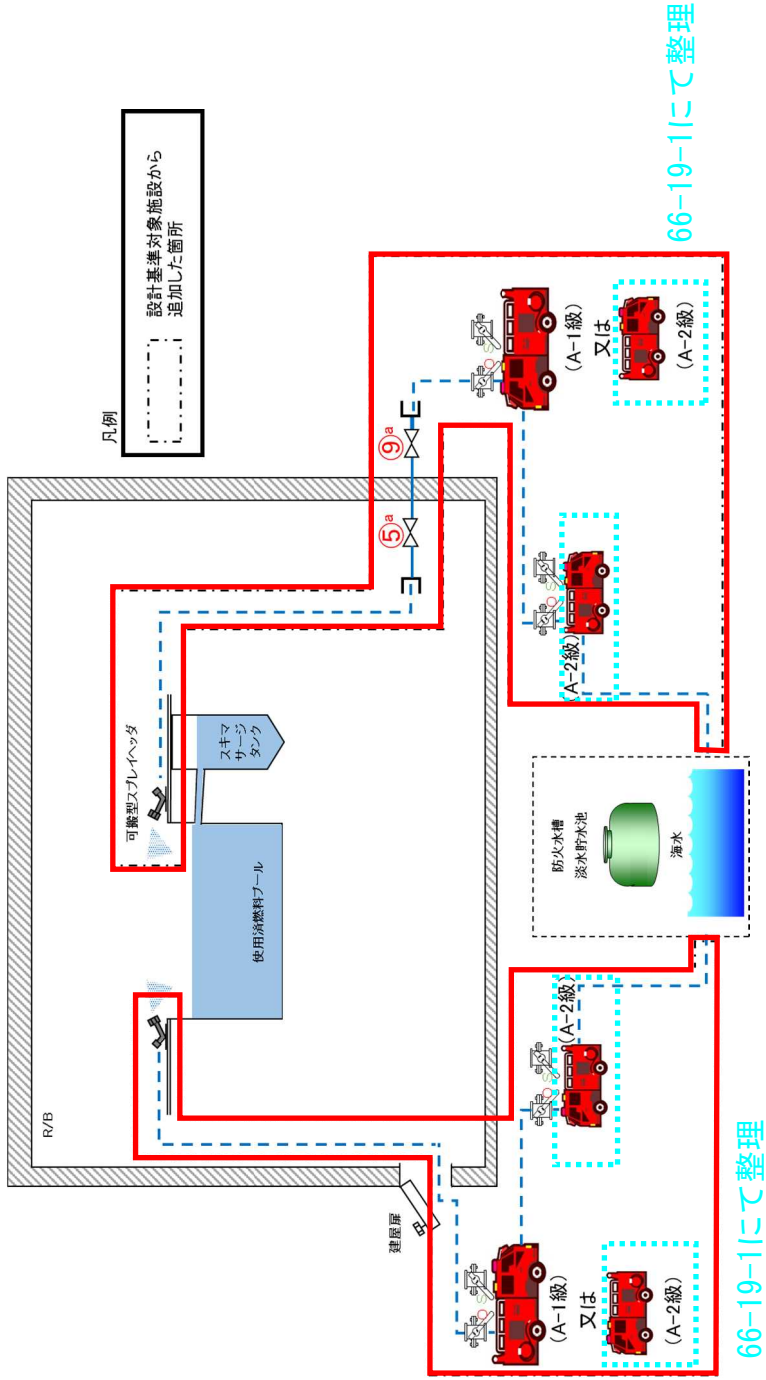 凡例
設計基準対象施設から
追加した箇所
R/B
可搬型スプレイヘッダ
スキマ
サージ
タンク
使用済燃料プール
建屋扉
⑤a
⑨a
(A-1級)
又は
(A-2級)
(A-2級)
防火水槽
淡水貯水池
海水
(A-2級)
(A-1級)
又は
(A-2級)
66-19-1にて整理
66-19-1にて整理